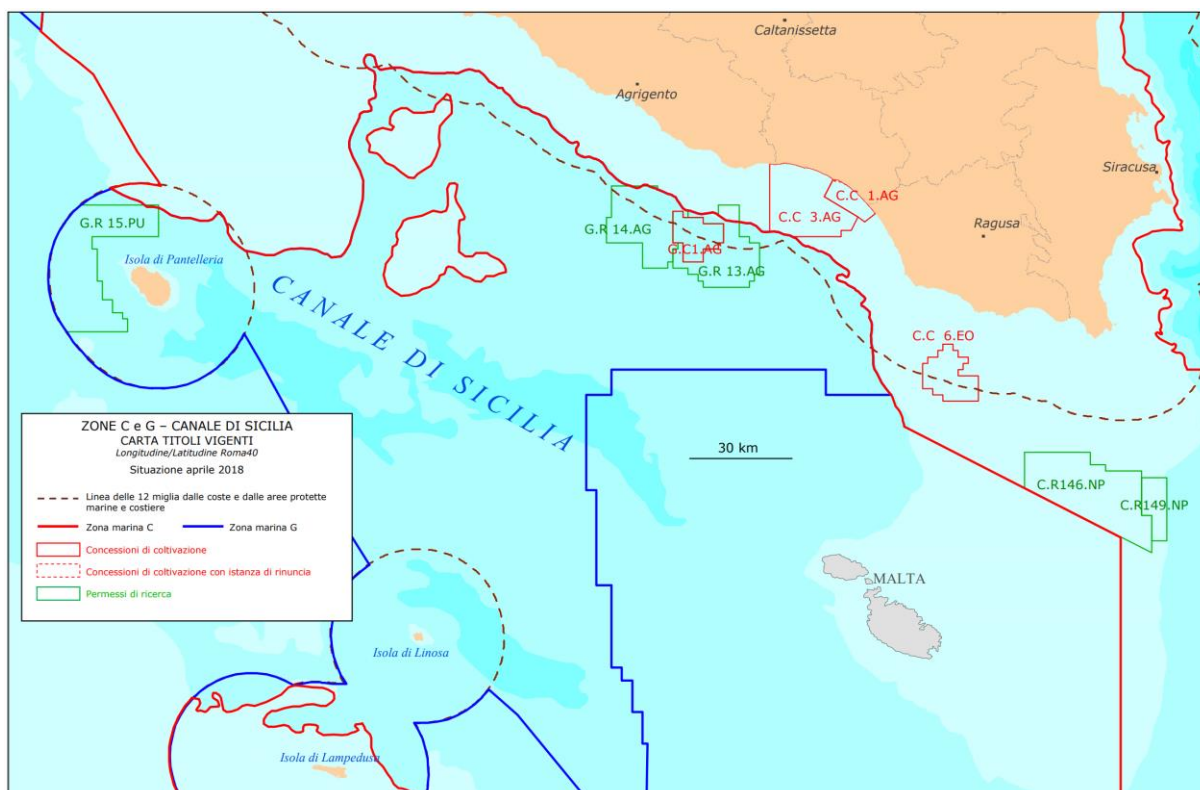 Caltanissetta
Agrigento
Siracusa
C.C  1.AG
G.R 15.PU
C.C  3.AG
Ragusa
G.R 14.AG
G.C1.AG
Isola di Pantelleria
G.R 13.AG
CANALE DI SICILIA
C.C  6.EO
ZONE C e G – CANALE DI SICILIA
CARTA TITOLI VIGENTI
Longitudine/Latitudine Roma40
Situazione aprile 2018
Linea delle 12 miglia dalle coste e dalle aree protette
marine e costiere
Zona marina C
Zona marina G
Concessioni di coltivazione
Concessioni di coltivazione con istanza di rinuncia
Permessi di ricerca
30 km
C.R146.NP
C.R149.NP
MALTA
Isola di Linosa
Isola di Lampedusa